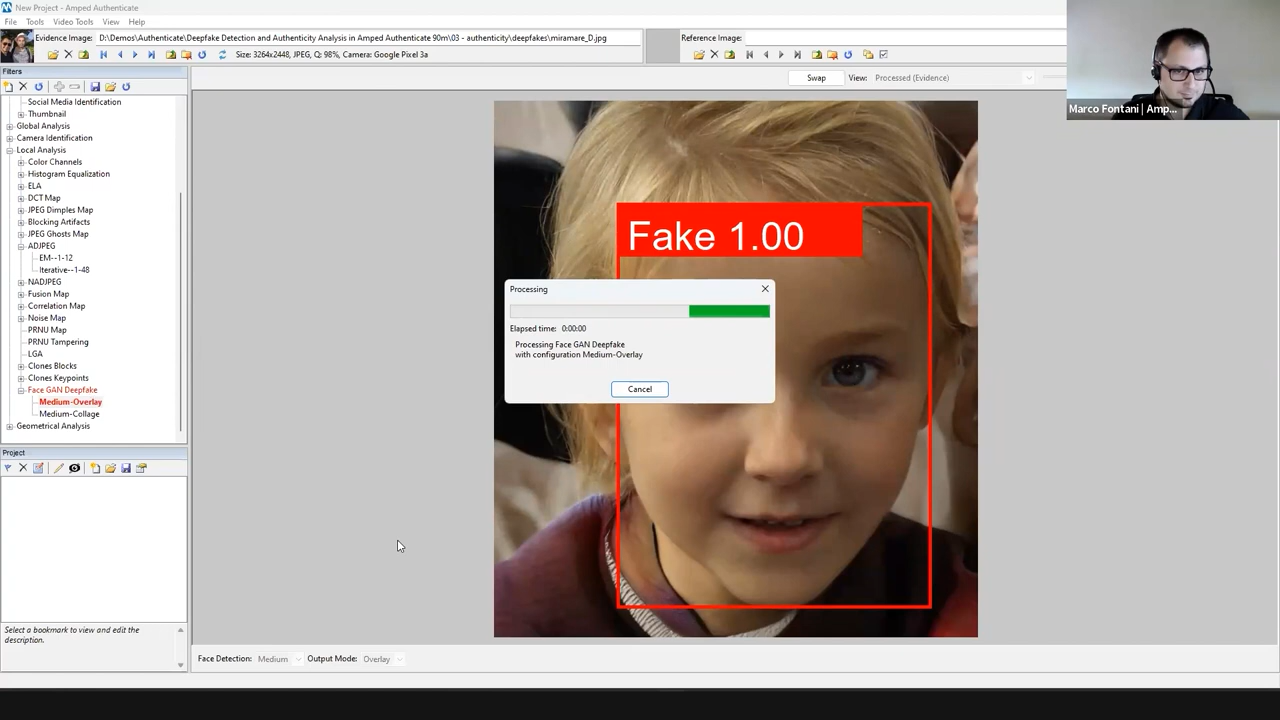 New Project - Amped Authenticate
File Tools Video Tools View Help
Evidence Image: D:\Demos\Authenticate\Deepfake Detection and Authenticity Analysis in Amped Authenticate 90m\03 - authenticity\deepfakes\miramare_D.jpg
Reference Image:
Size: 3264x2448, JPEG, Q: 98%, Camera: Google Pixel 3a
Filters
Swap View: Processed (Evidence)
Marco Fontani | Amp...
Social Media Identification
Thumbnail
Global Analysis
Camera Identification
Local Analysis
Color Channels
Histogram Equalization
ELA
DCT Map
JPEG Dimples Map
Blocking Artifacts
JPEG Ghosts Map
ADJPEG
EM--1-12
Iterative--1-48
NADJPEG
Fusion Map
Correlation Map
Noise Map
PRNU Map
PRNU Tampering
LGA
Clones Blocks
Clones Keypoints
Face GAN Deepfake
Medium-Overlay
Medium-Collage
Geometrical Analysis
Fake 1.00
Processing
Elapsed time: 0:00:00
Processing Face GAN Deepfake
with configuration Medium-Overlay
Cancel
Project
Select a bookmark to view and edit the
description.
Face Detection: Medium Output Mode: Overlay